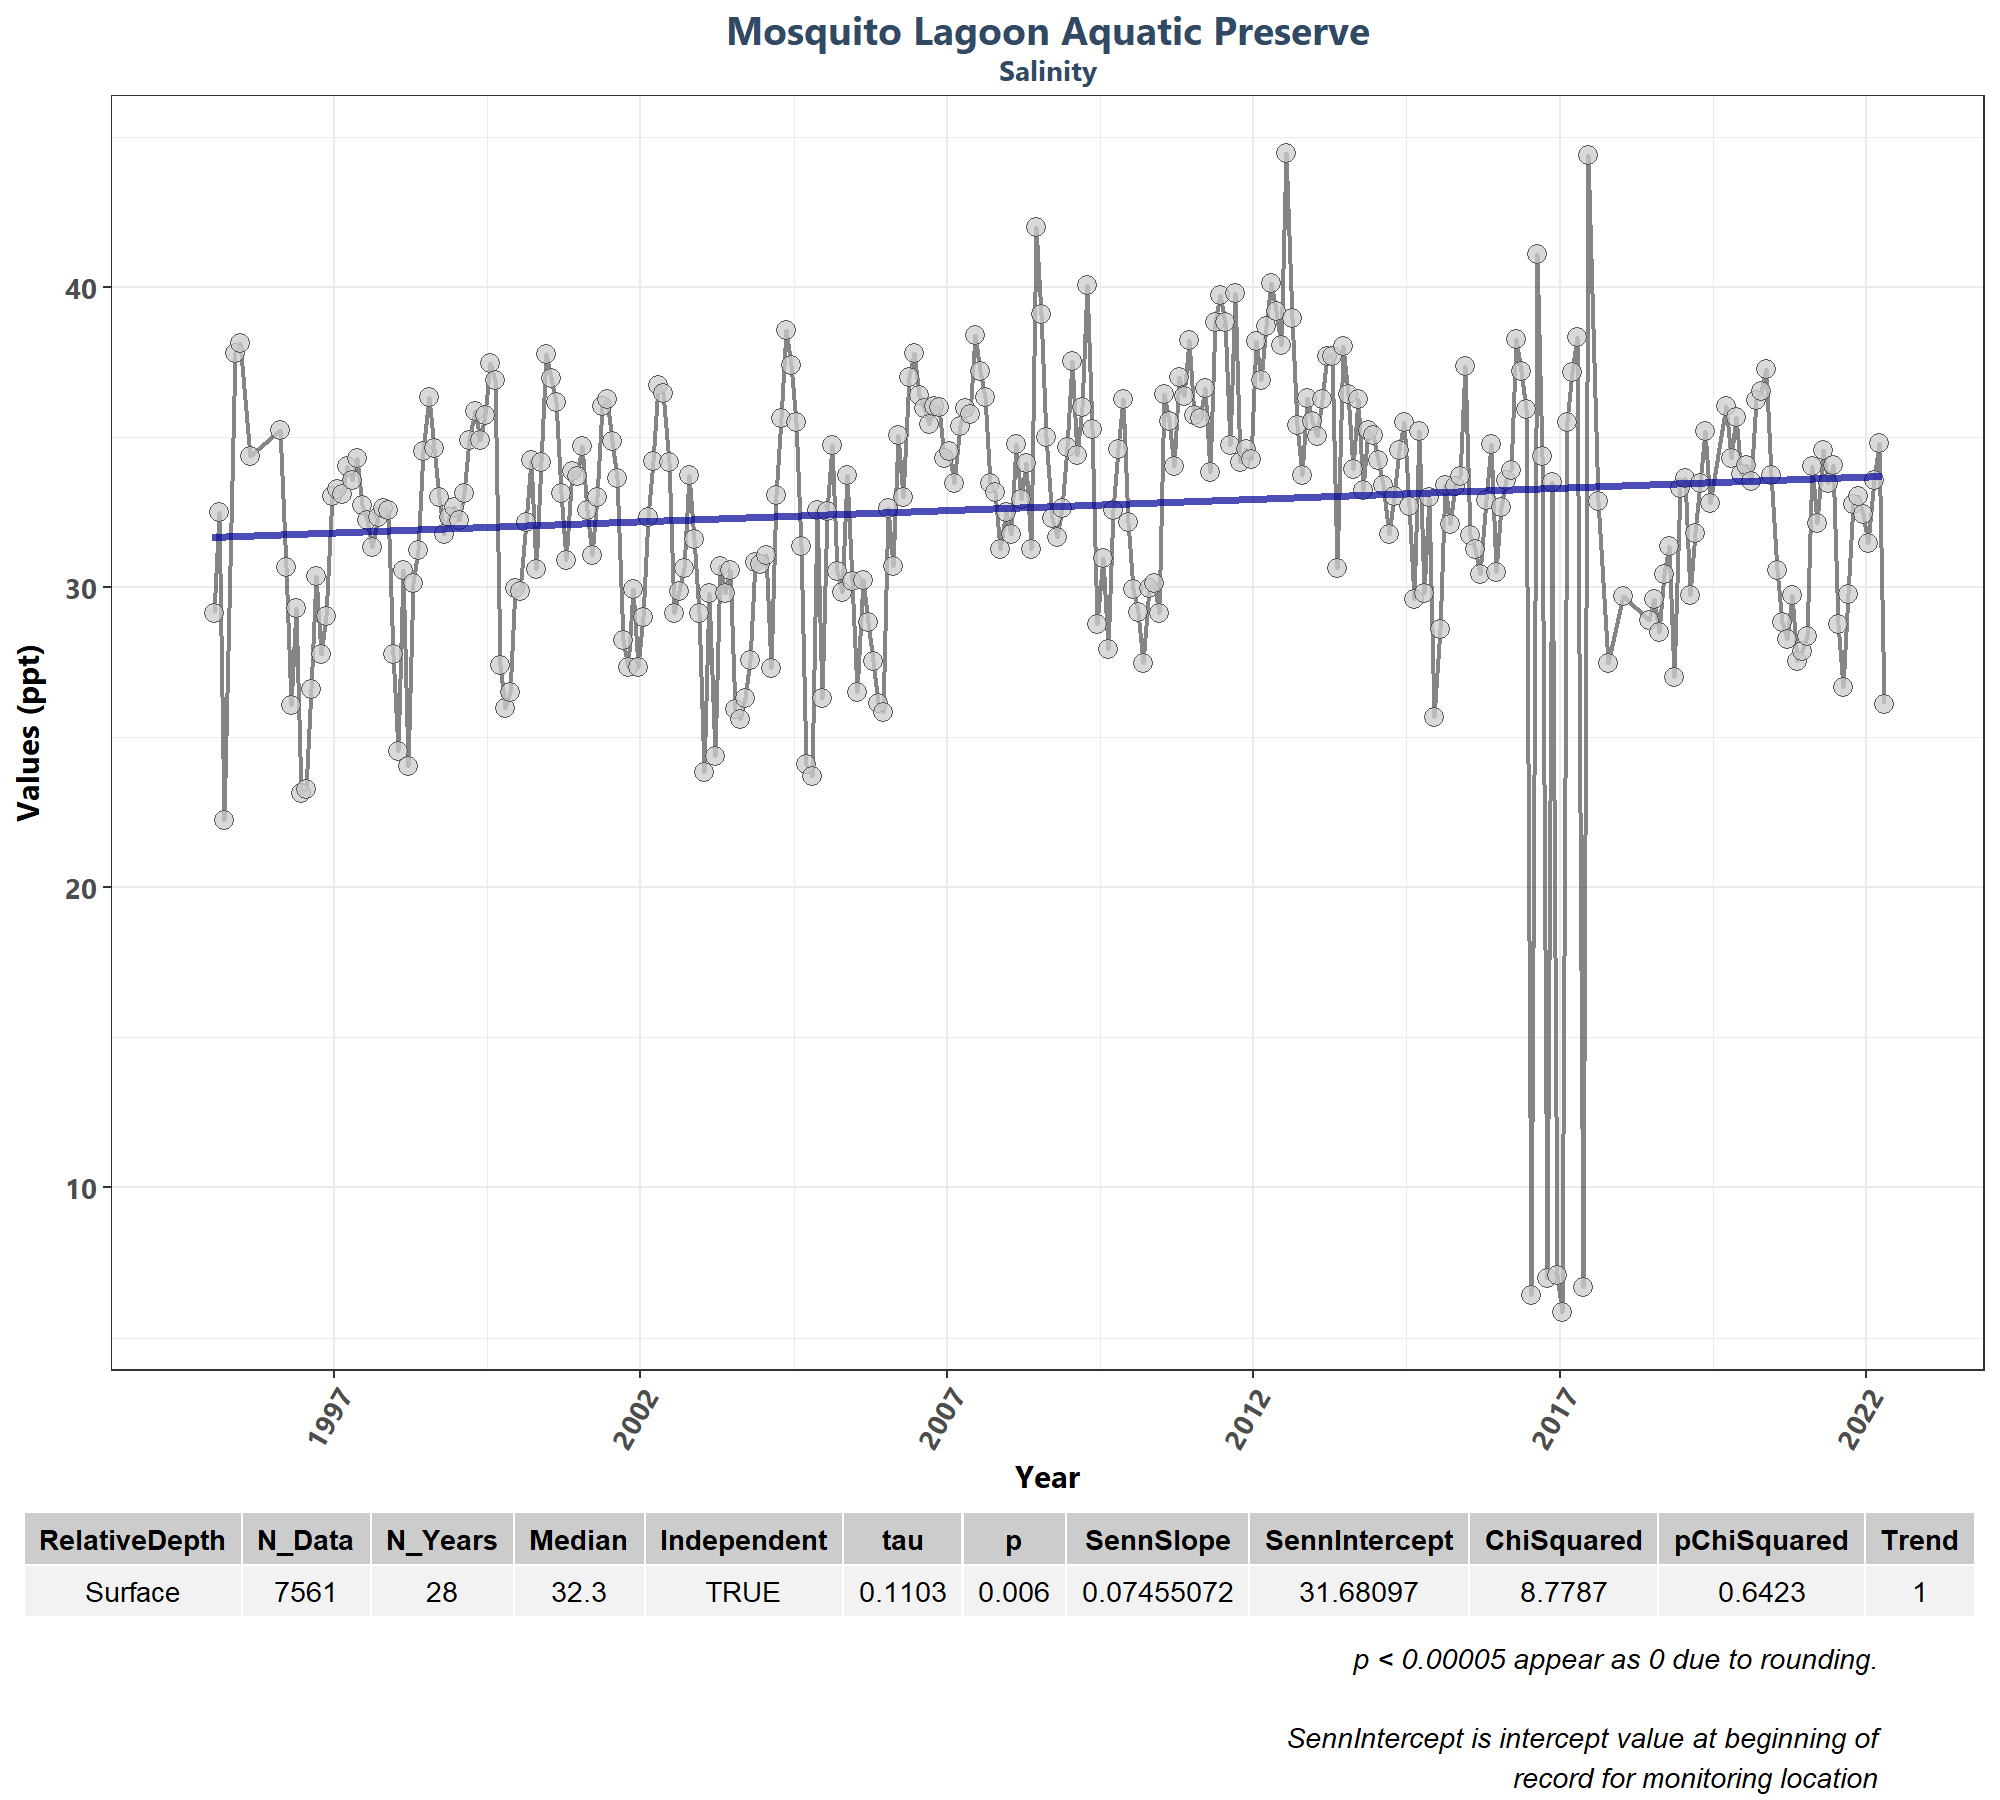 Mosquito Lagoon Aquatic Preserve
Salinity
Values (ppt)
40
30
20
10
1997 2002 2007 2012 2017 2022
Year
RelativeDepth N_Data N_Years Median Independent tau p SennSlope SennIntercept ChiSquared pChiSquared Trend
Surface 7561 28 32.3 TRUE 0.1103 0.006 0.07455072 31.68097 8.7787 0.6423 1
p < 0.00005 appear as 0 due to rounding.
SennIntercept is intercept value at beginning of
record for monitoring location